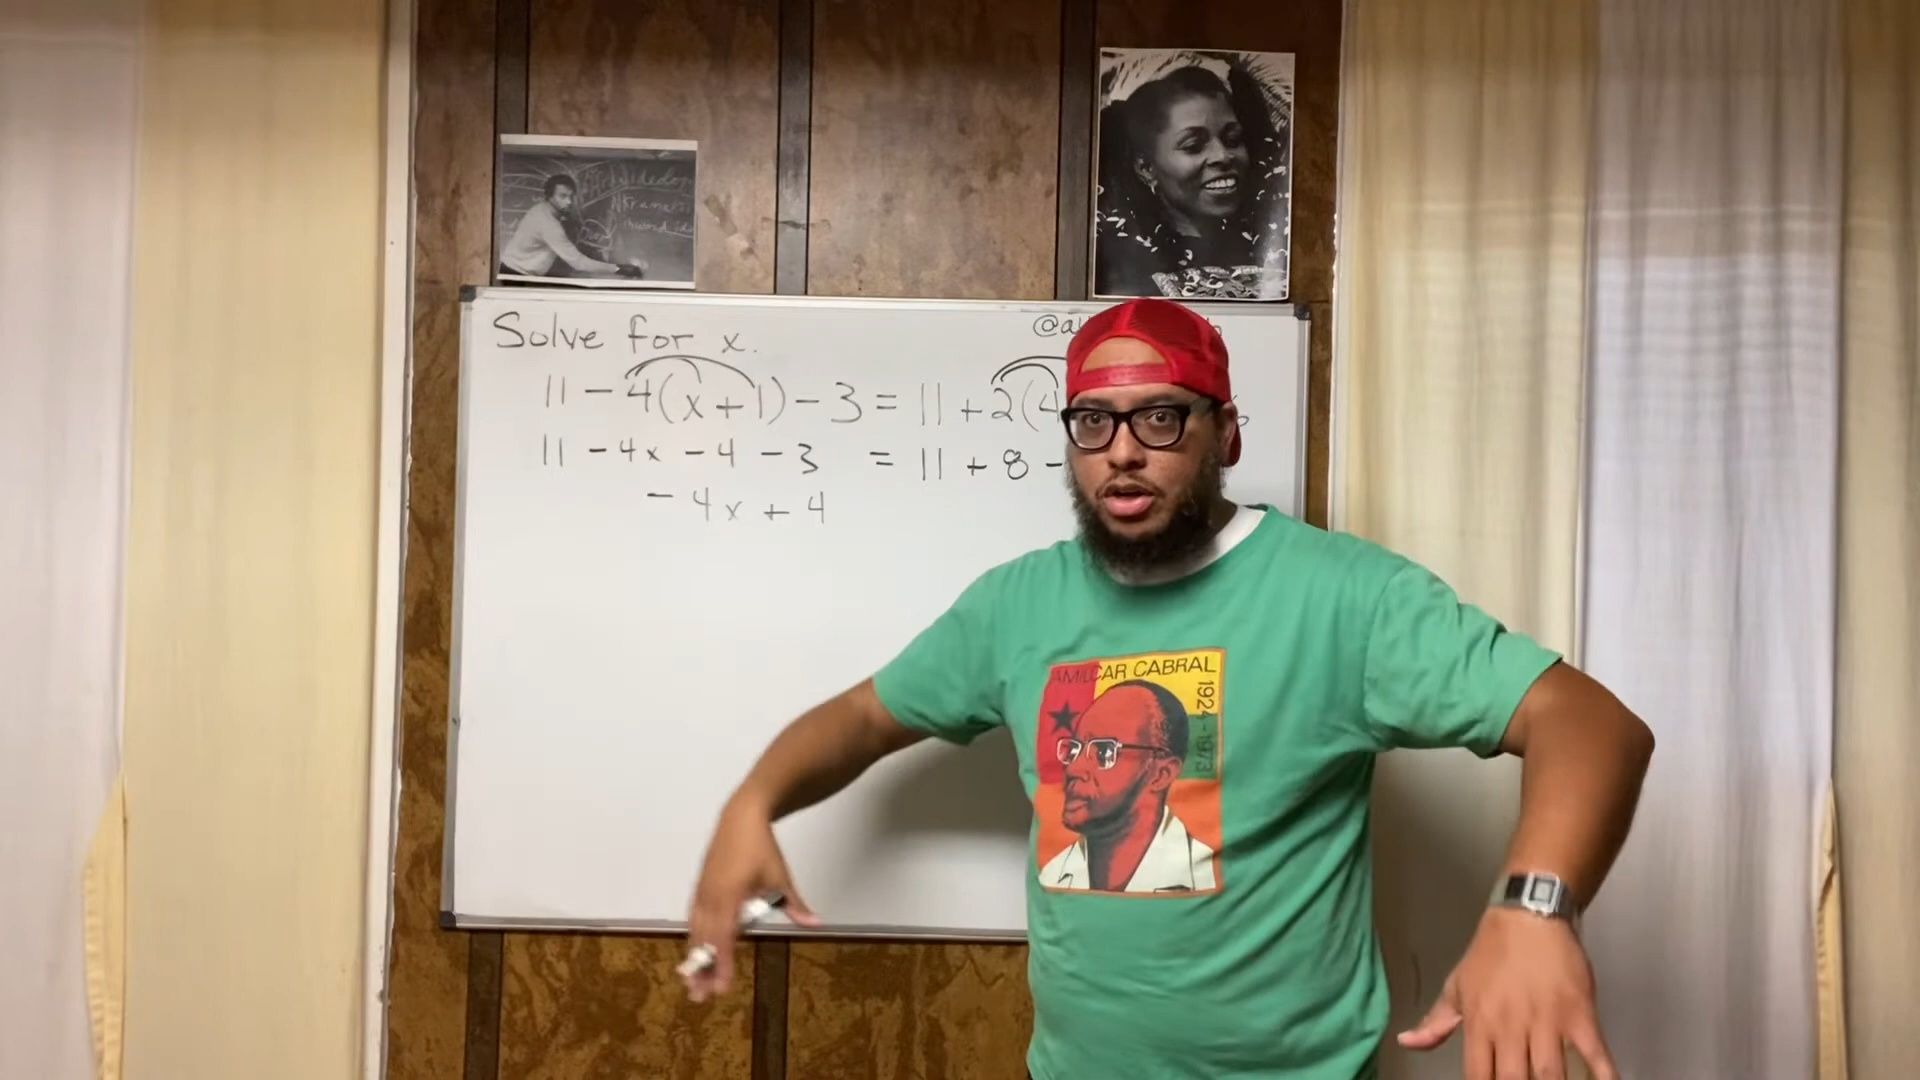 Nkrumah
Solve for x.
11 - 4(x + 1) - 3 = 11 + 2(4
11 - 4x - 4 - 3 = 11 + 8 -
- 4x + 4
AMILCAR CABRAL
1924-1973